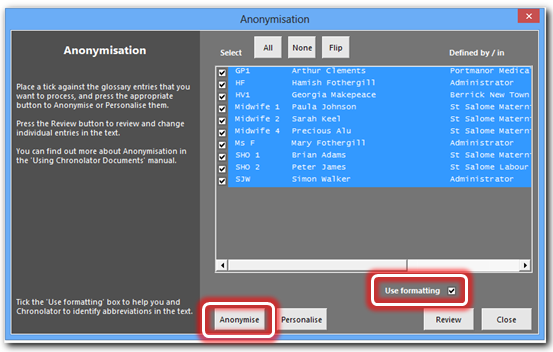 Anonymisation
Anonymisation
Place a tick against the glossary entries that you
want to process, and press the appropriate
button to Anonymise or Personalise them.
Press the Review button to review and change
individual entries in the text.
You can find out more about Anonymisation in
the 'Using Chronolator Documents' manual.
Tick the 'Use formatting' box to help you and
Chronolator to identify abbreviations in the text.
Select All None Flip Defined by / in
GP1 Arthur Clements Portmanor Medica
HF Hamish Fothergill Administrator
HV1 Georgia Makepeace Berrick New Town
Midwife 1 Paula Johnson St Salome Matern
Midwife 2 Sarah Keel St Salome Matern
Midwife 4 Precious Alu St Salome Matern
Ms F Mary Fothergill Administrator
SHO 1 Brian Adams St Salome Matern
SHO 2 Peter James St Salome Labour
SJW Simon Walker Administrator
Use formatting
Anonymise Personalise Review Close